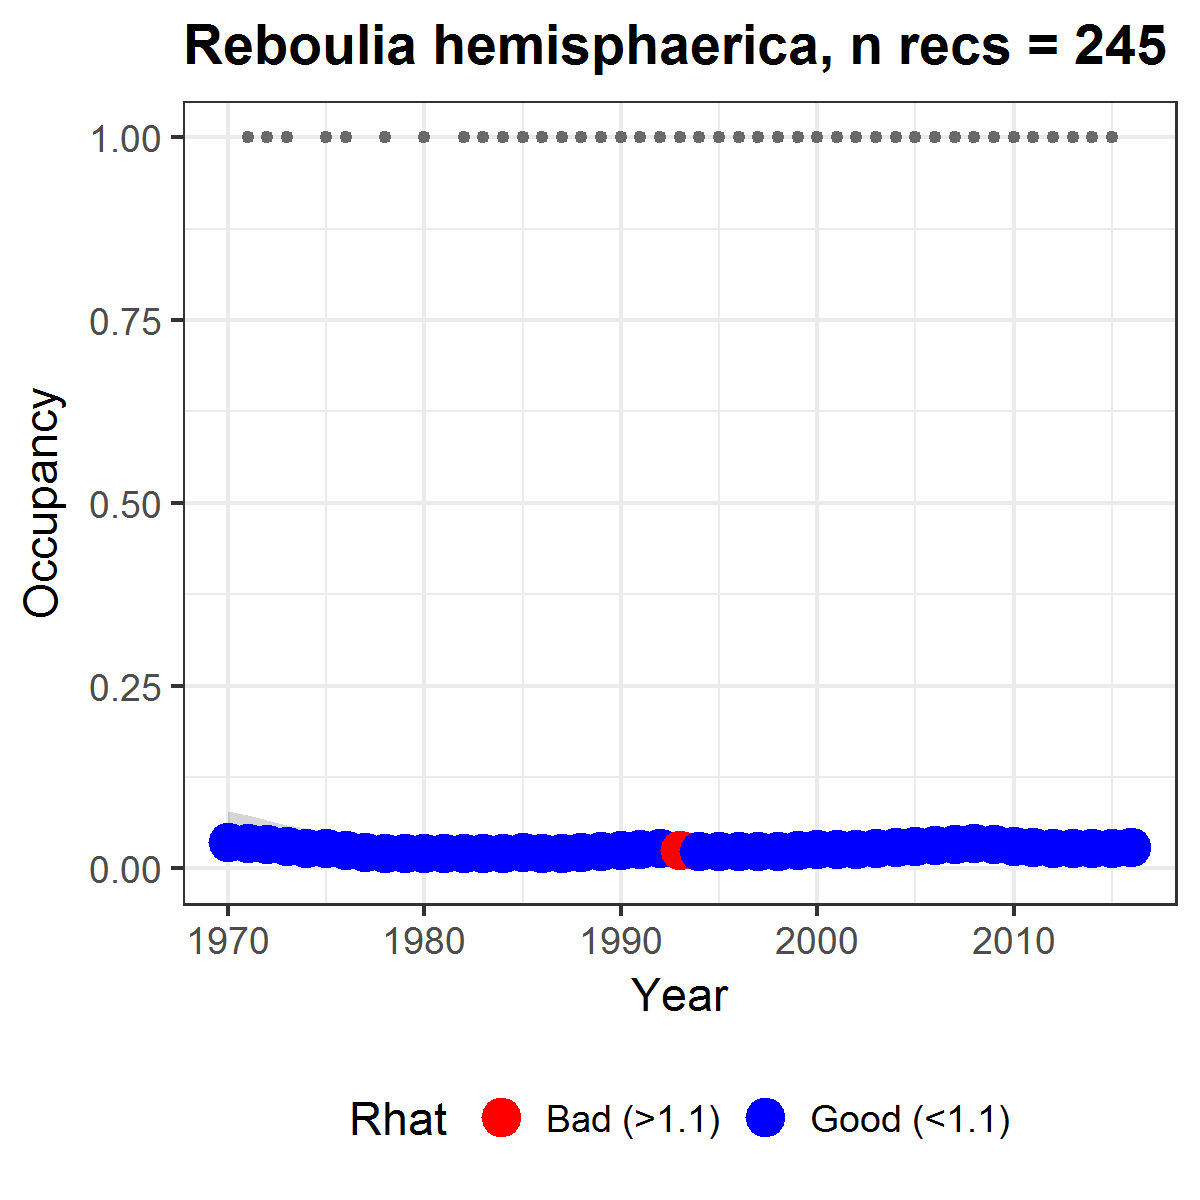 Reboulia hemisphaerica, n recs = 245
1.00
0.75
0.50
0.25
0.00
Occupancy
1970 1980 1990 2000 2010
Year
Rhat Bad (>1.1) Good (<1.1)